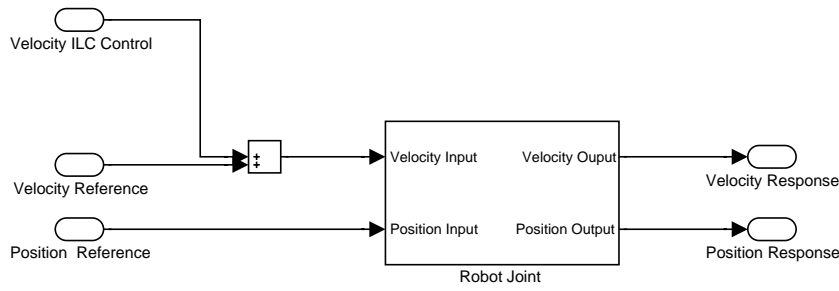 Velocity ILC Control
+
+
Velocity Input
Velocity Ouput
Velocity Reference
Velocity Response
Position Input
Position Output
Position  Reference
Position Response
Robot Joint